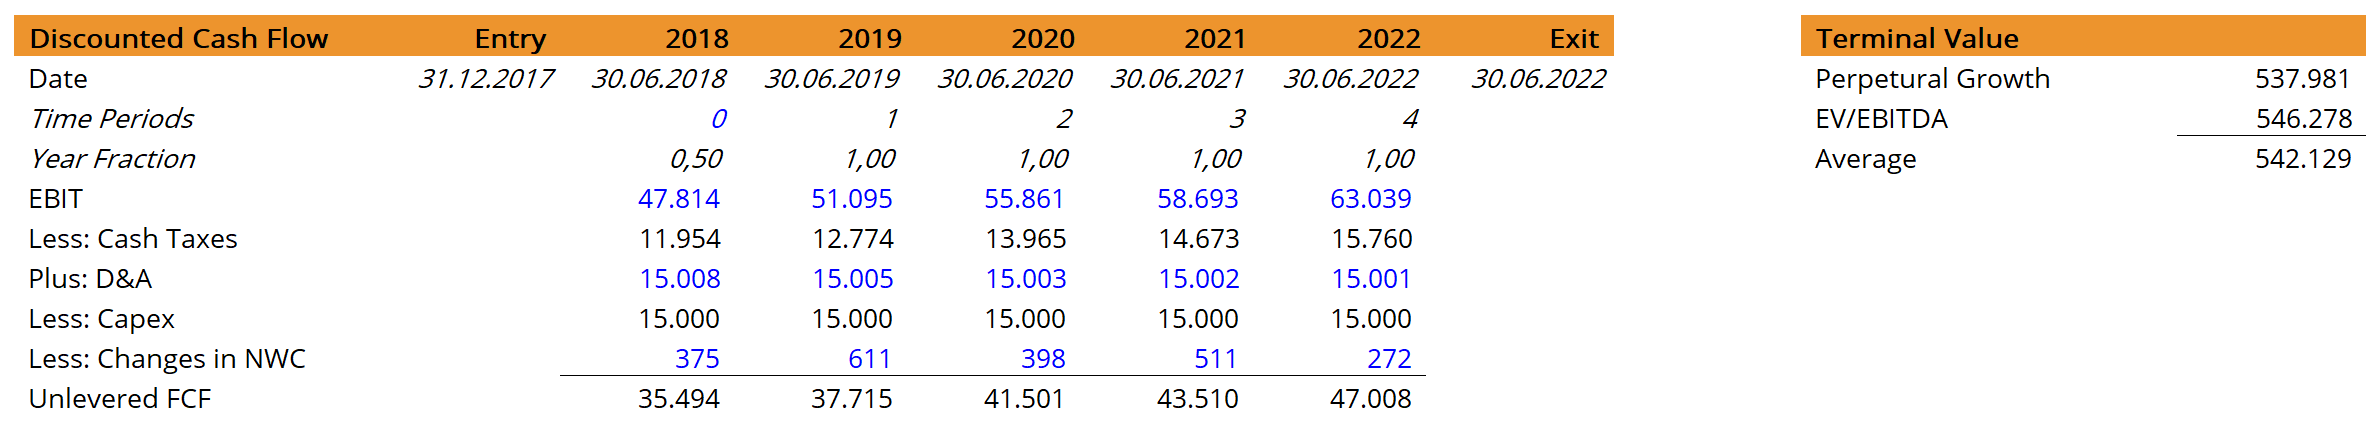 Discounted Cash Flow Entry 2018 2019 2020 2021 2022 Exit
Date 31.12.2017 30.06.2018 30.06.2019 30.06.2020 30.06.2021 30.06.2022 30.06.2022
Time Periods 0 1 2 3 4
Year Fraction 0,50 1,00 1,00 1,00 1,00
EBIT 47.814 51.095 55.861 58.693 63.039
Less: Cash Taxes 11.954 12.774 13.965 14.673 15.760
Plus: D&A 15.008 15.005 15.003 15.002 15.001
Less: Capex 15.000 15.000 15.000 15.000 15.000
Less: Changes in NWC 375 611 398 511 272
Unlevered FCF 35.494 37.715 41.501 43.510 47.008
Terminal Value
Perpetural Growth 537.981
EV/EBITDA 546.278
Average 542.129